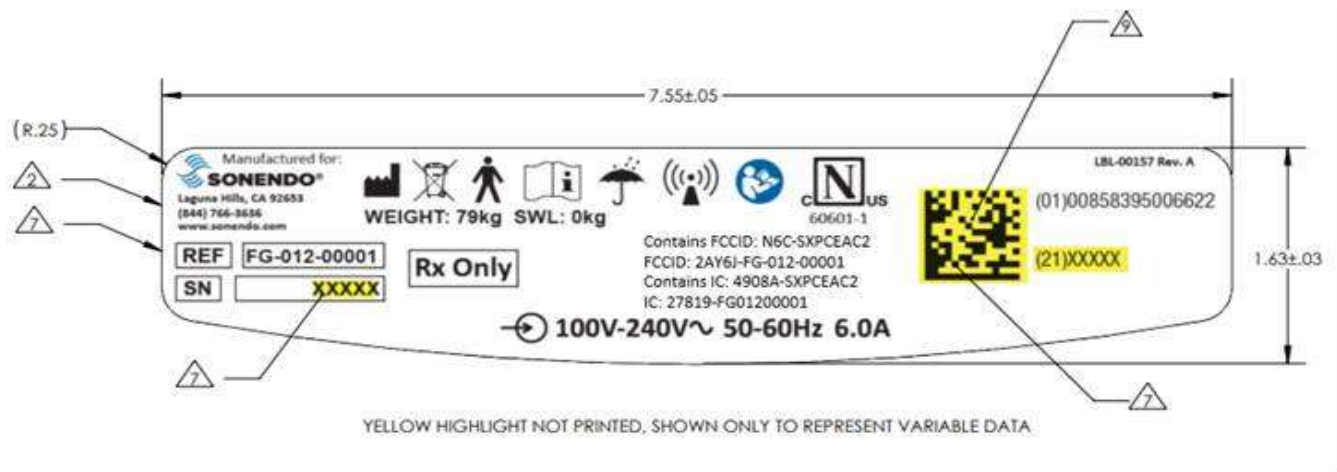 9
7.55±.05
(R.25)
2
7
Manufactured for:
SONENDO®
Laguna Hills, CA 92653
(844) 766-3636
www.sonendo.com
WEIGHT: 79kg SWL: 0kg
C N US
60601-1
LBL-00157 Rev. A
(01)00858395006622
(21)XXXXX
1.63±.03
REF FG-012-00001
SN XXXXX
Rx Only
Contains FCCID: N6C-SXPCEAC2
FCCID: 2AY6J-FG-012-00001
Contains IC: 4908A-SXPCEAC2
IC: 27819-FG01200001
100V-240V~ 50-60Hz 6.0A
7
7
YELLOW HIGHLIGHT NOT PRINTED, SHOWN ONLY TO REPRESENT VARIABLE DATA